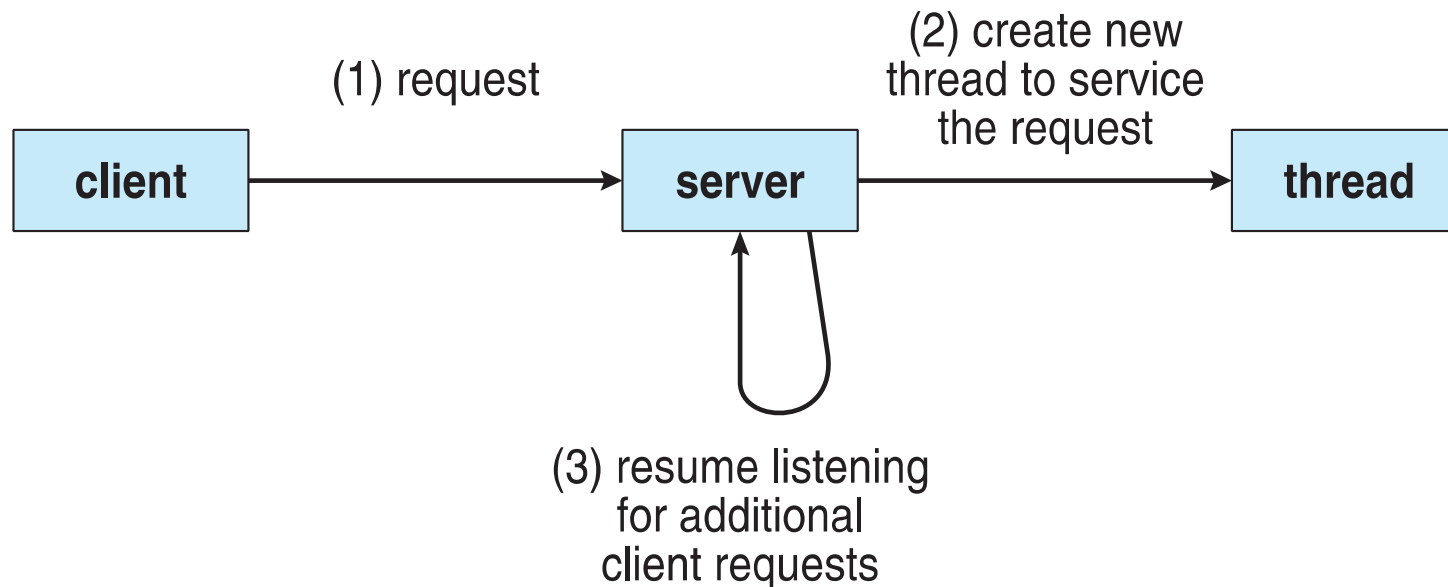 (1) request
(2) create new
thread to service
the request
client
server
thread
(3) resume listening
for additional
client requests